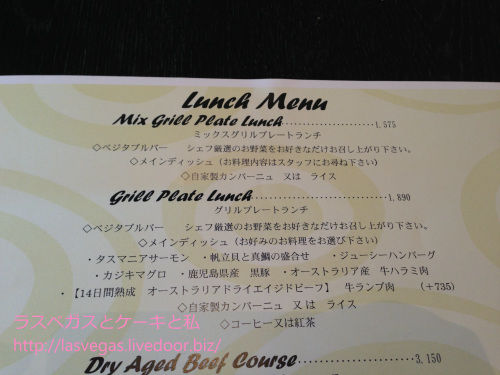 Lunch Menu
Mix Grill Plate Lunch･････････････････1,575
ミックスグリルプレートランチ
◇ベジタブルバー　シェフ厳選のお野菜をお好きなだけお召し上がり下さい。
◇メインディッシュ（お料理内容はスタッフにお尋ね下さい）
◇自家製カンパーニュ　又は　ライス
Grill Plate Lunch･････････････････････1,890
グリルプレートランチ
◇ベジタブルバー　シェフ厳選のお野菜をお好きなだけお召し上がり下さい。
◇メインディッシュ（お好みのお料理をお選び下さい）
・タスマニアサーモン　・帆立貝と真鯛の盛合せ　・ジューシーハンバーグ
・カジキマグロ　・鹿児島県産　黒豚　・オーストラリア産　牛ハラミ肉
・【14日間熟成　オーストラリアドライエイジドビーフ】　牛ランプ肉　（+735)
◇自家製カンパーニュ　又は　ライス
◇コーヒー又は紅茶
Dry Aged Beef Course･････････････････3,150
ラスベガスとケーキと私
http://lasvegas.livedoor.biz/